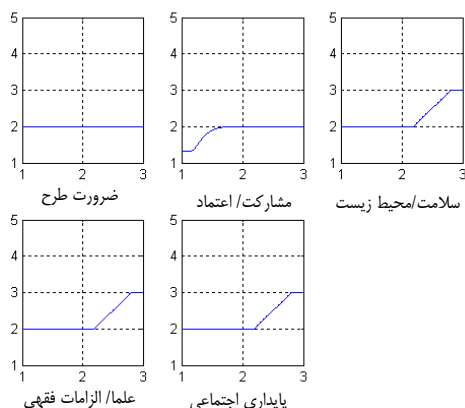 5 5 5
4 4 4
3 3 3
2 2 2
1 1 1
1 2 3 1 2 3 1 2 3
ضرورت طرح
مشارکت/ اعتماد
سلامت/محیط زیست
5 5
4 4
3 3
2 2
1 1
1 2 3 1 2 3
علما/ الزامات فقهی
پایداری اجتماعی